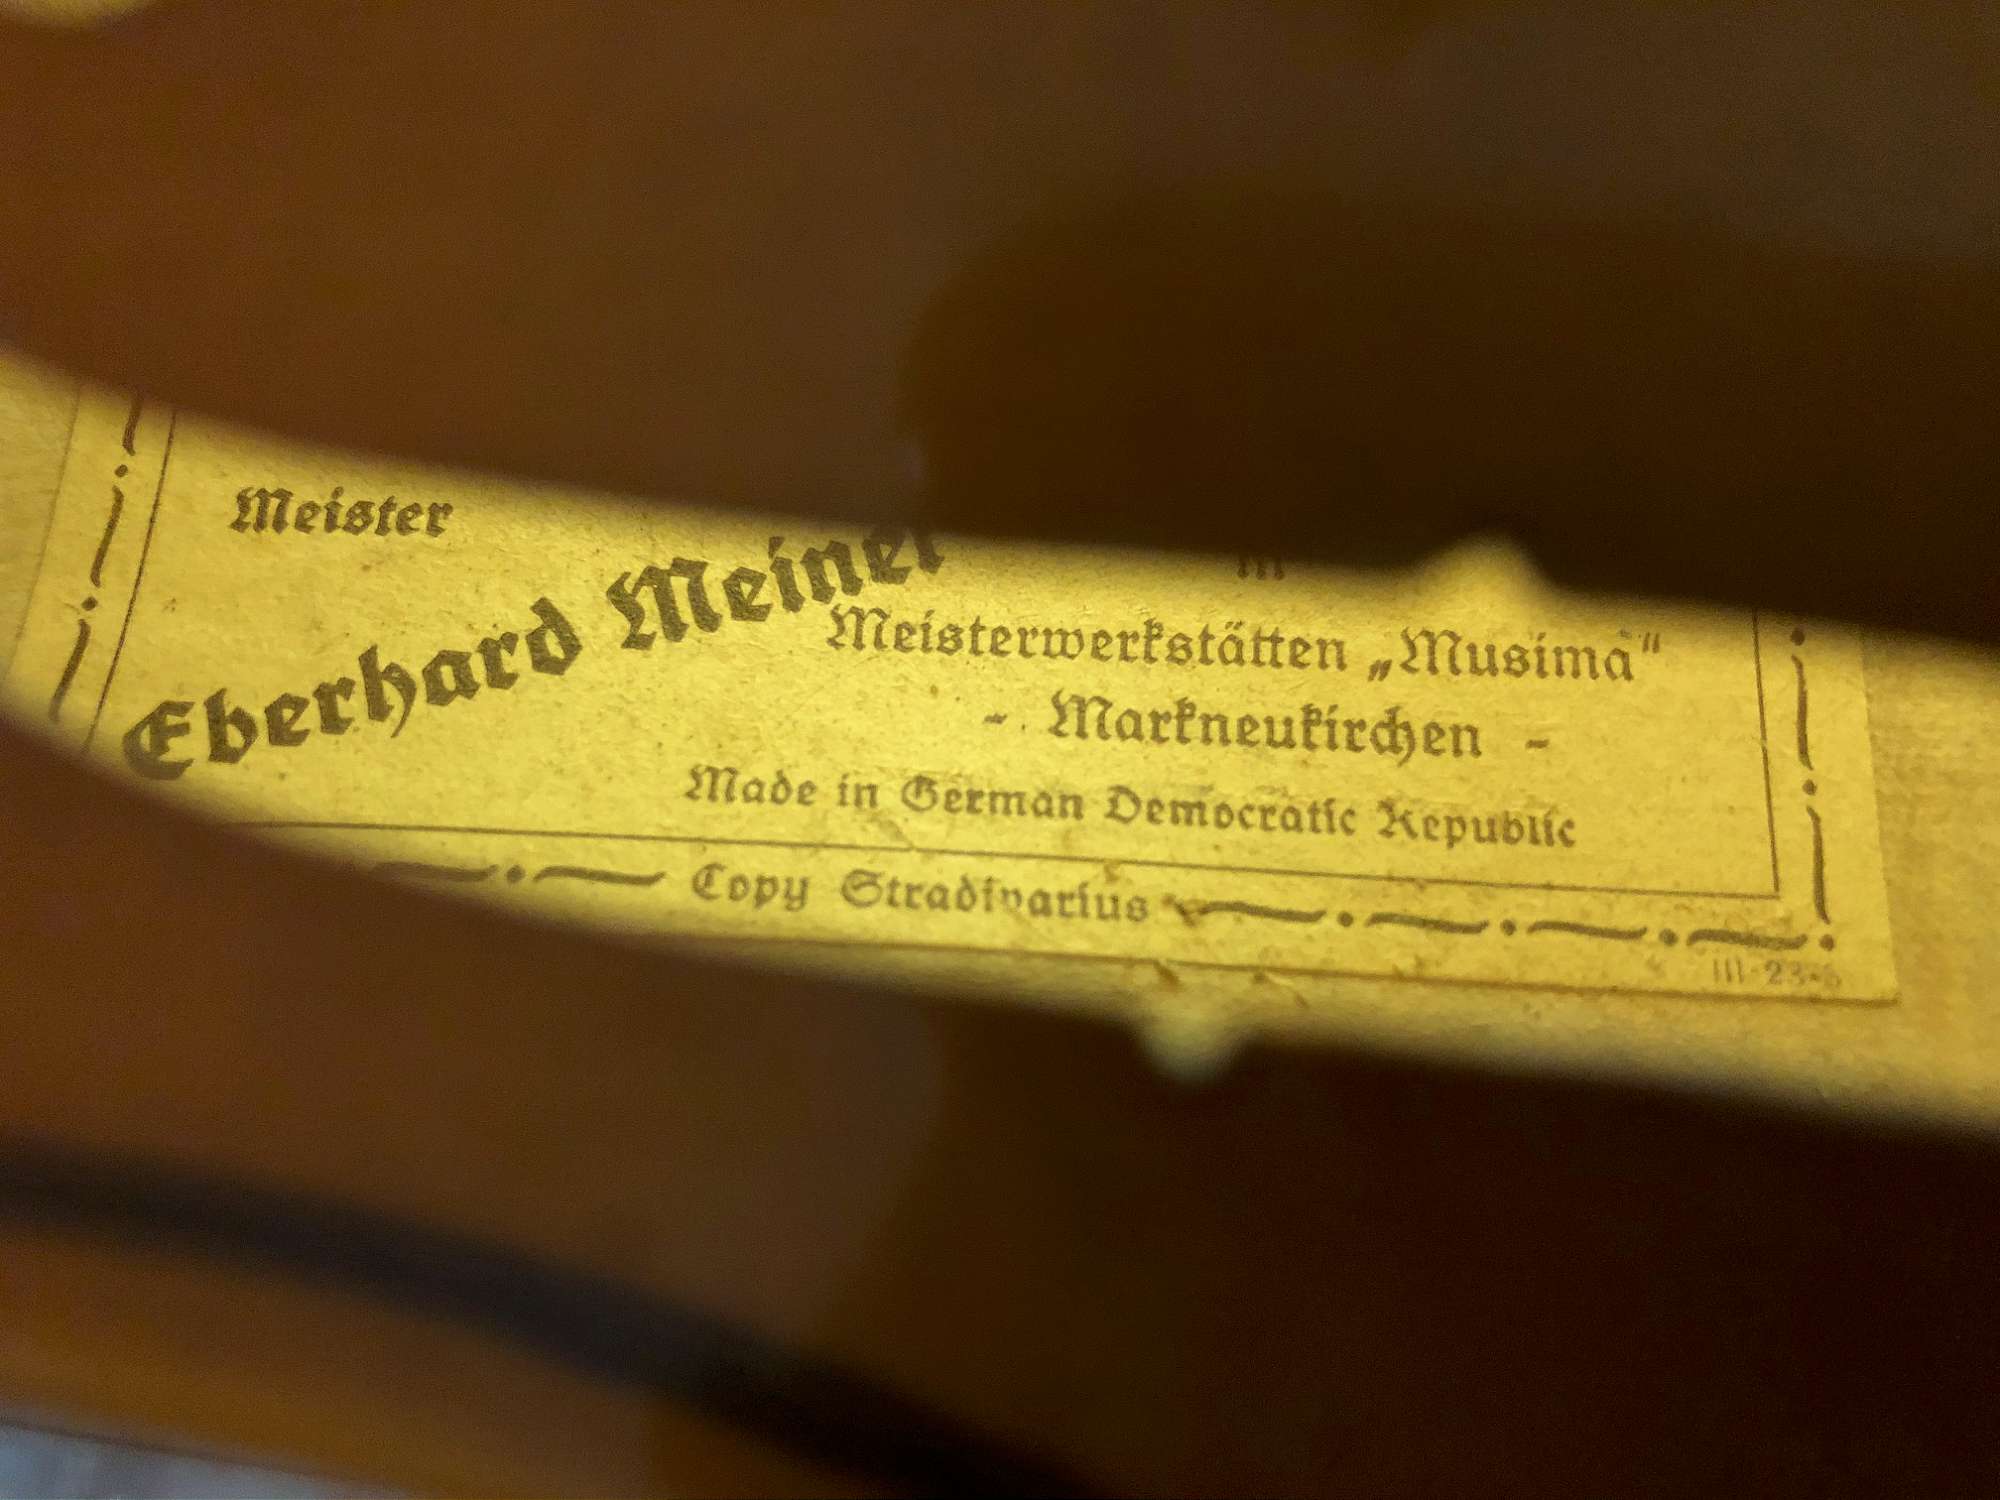 Meister
Eberhard Meinel
Meisterwerkstätten „Musima“
- Markneukirchen -
Made in German Democratic Republic
Copy Stradivarius